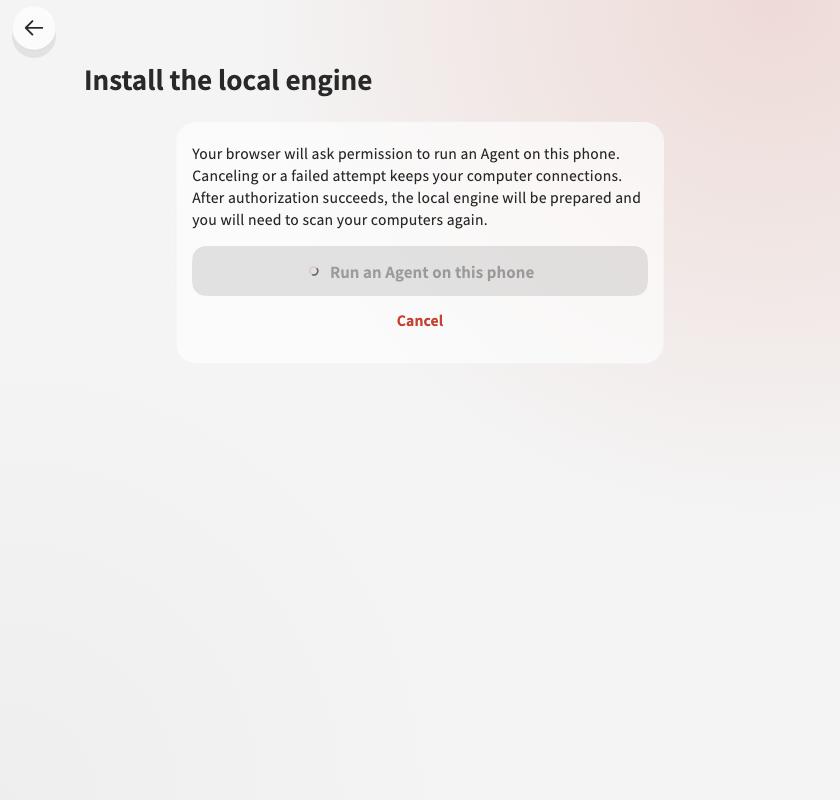 Install the local engine
Your browser will ask permission to run an Agent on this phone.
Canceling or a failed attempt keeps your computer connections.
After authorization succeeds, the local engine will be prepared and
you will need to scan your computers again.
Run an Agent on this phone
Cancel